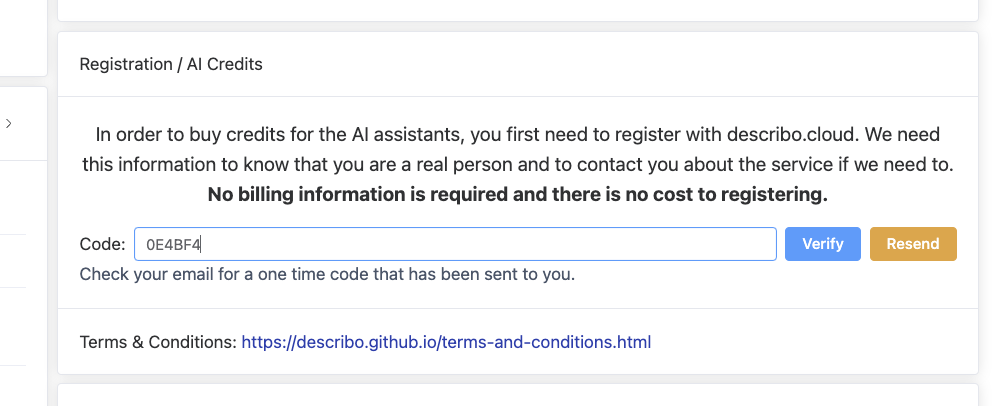 Registration / AI Credits
In order to buy credits for the AI assistants, you first need to register with describo.cloud. We need
this information to know that you are a real person and to contact you about the service if we need to.
No billing information is required and there is no cost to registering.
Code: 0E4BF4 Verify Resend
Check your email for a one time code that has been sent to you.
Terms & Conditions: https://describo.github.io/terms-and-conditions.html